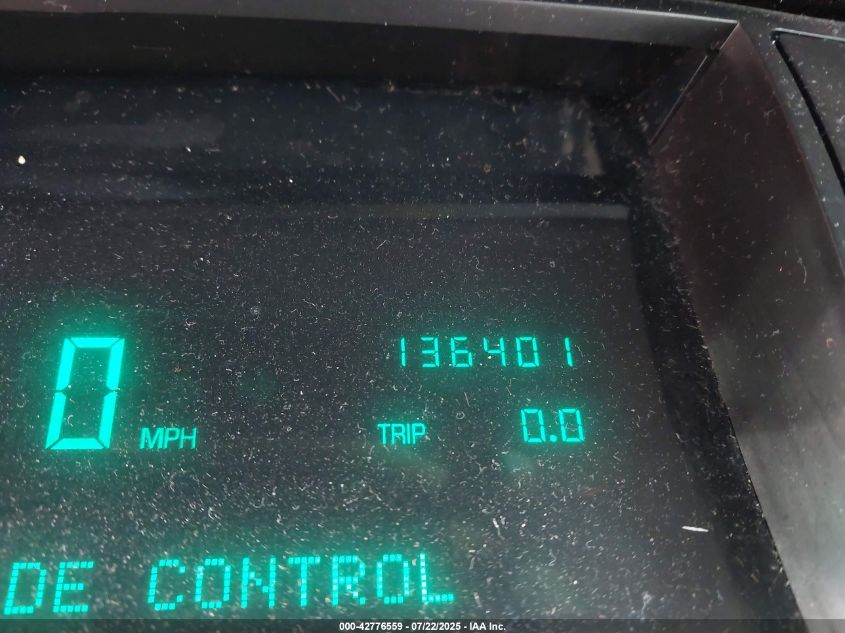 136401
0 MPH TRIP 0.0
DE CONTROL
000-42776559 - 07/22/2025 - IAA Inc.